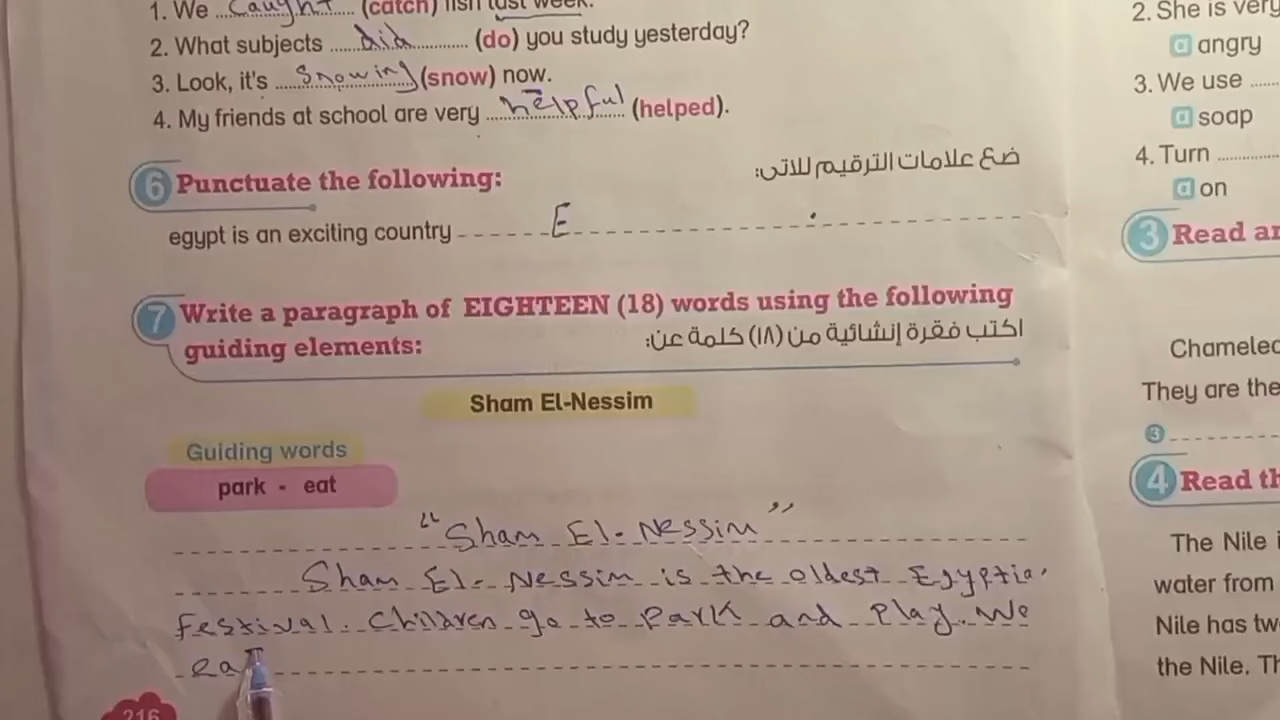 1. We caught (catch) fish last week.
2. What subjects did (do) you study yesterday?
3. Look, it's snowing (snow) now.
4. My friends at school are very helpful (helped).
6 Punctuate the following:
ضع علامات الترقيم للاتى:
egypt is an exciting country E .
7 Write a paragraph of EIGHTEEN (18) words using the following
guiding elements:
اكتب فقرة إنشائية من (١٨) كلمة عن:
Sham El-Nessim
Guiding words
park - eat
"Sham El-Nessim"
Sham El-Nessim is the oldest Egyptia
festival. Children go to Park and Play. We
eat
216
2. She is very
a angry
3. We use
a soap
4. Turn
a on
3 Read an
They are the
3
4 Read th
The Nile i
water from
Nile has tw
the Nile. Th